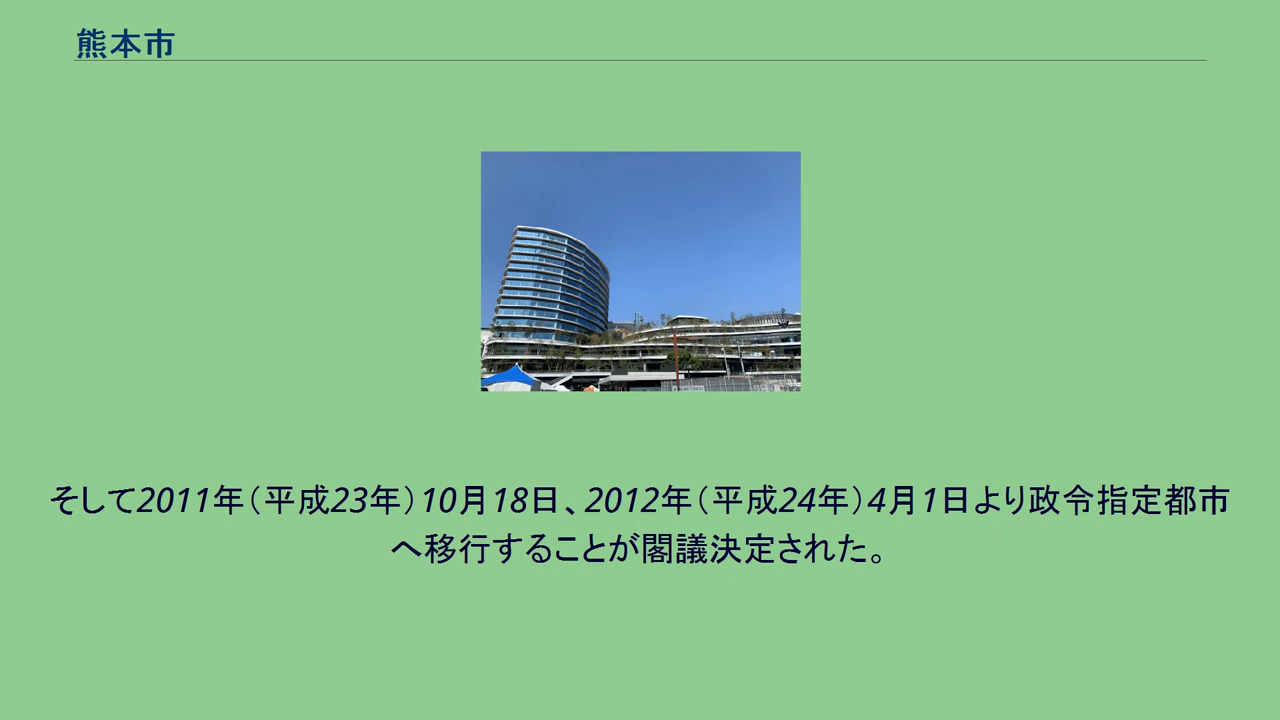 熊本市
そして2011年（平成23年）10月18日、2012年（平成24年）4月1日より政令指定都市
へ移行することが閣議決定された。